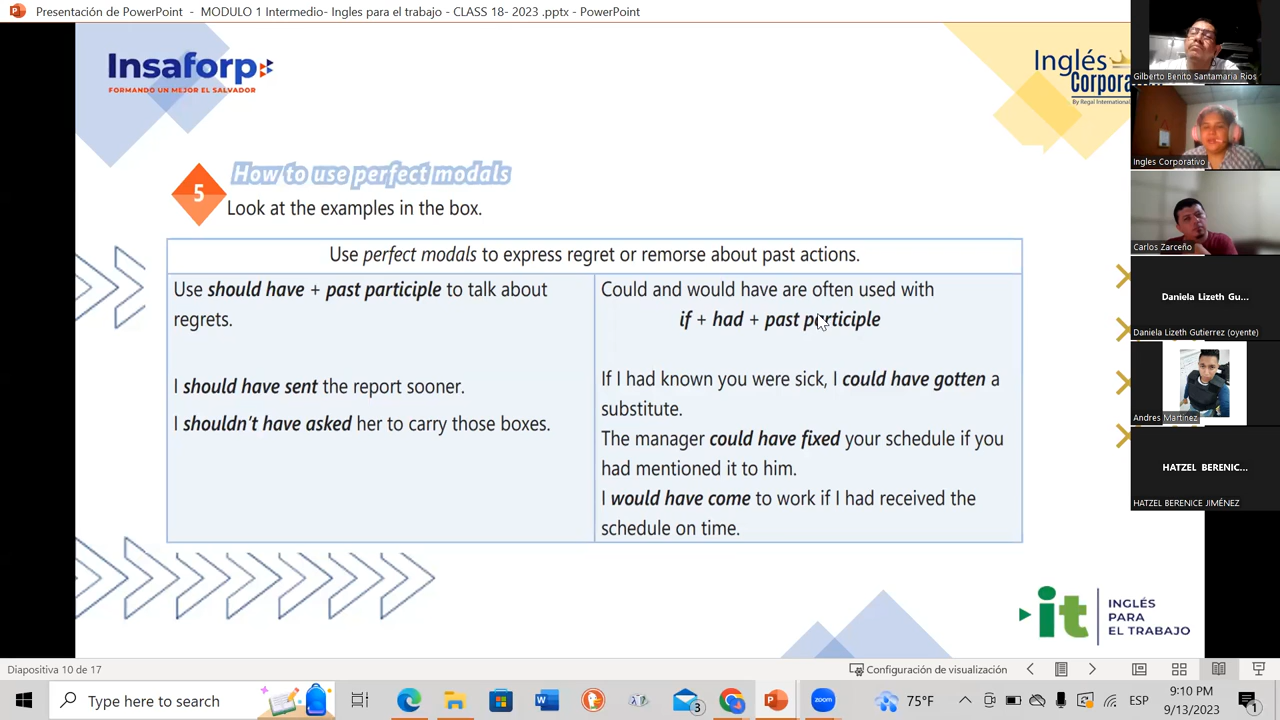 Presentación de PowerPoint - MODULO 1 Intermedio- Ingles para el trabajo - CLASS 18- 2023 .pptx - PowerPoint
Insaforp
FORMANDO UN MEJOR EL SALVADOR
Inglés
Corpora
By Regal International
5
How to use perfect modals
Look at the examples in the box.
Use perfect modals to express regret or remorse about past actions.
Use should have + past participle to talk about
regrets.
I should have sent the report sooner.
I shouldn't have asked her to carry those boxes.
Could and would have are often used with
if + had + past participle
If I had known you were sick, I could have gotten a
substitute.
The manager could have fixed your schedule if you
had mentioned it to him.
I would have come to work if I had received the
schedule on time.
it
INGLÉS
PARA
EL TRABAJO
Gilberto Benito Santamaria Rios
Ingles Corporativo
Carlos Zarceño
Daniela Lizeth Gu...
Daniela Lizeth Gutierrez (oyente)
Andres Martinez
HATZEL BERENIC...
HATZEL BERENICE JIMÉNEZ
Diapositiva 10 de 17
Configuración de visualización
Type here to search
3
zoom
75°F
ESP
9:10 PM
9/13/2023
1